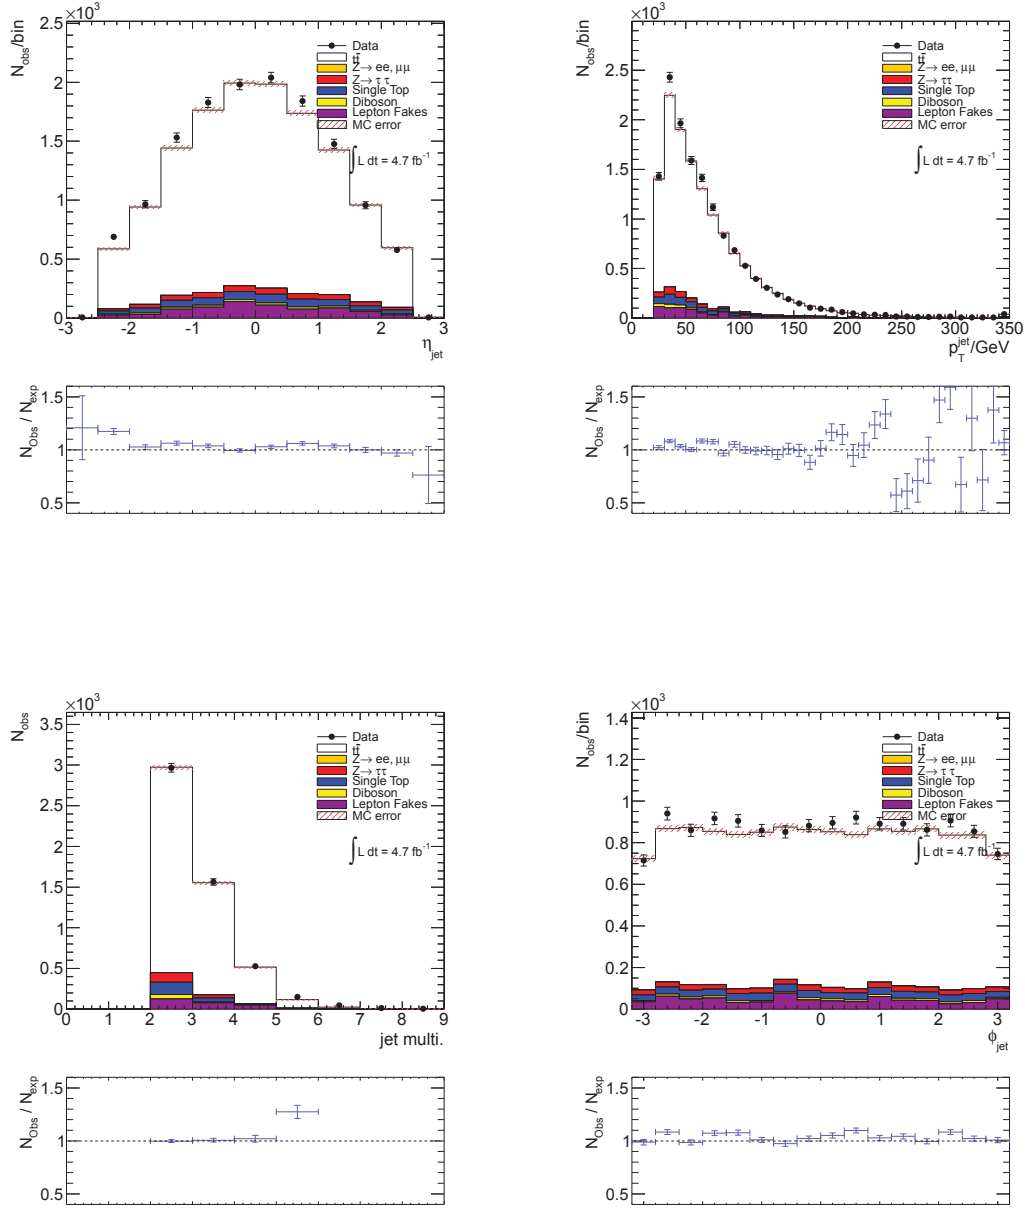 ×10³
N_obs/bin
2.5
2
1.5
1
0.5
0
-3 -2 -1 0 1 2 3
η_jet
Data
tt̄
Z→ ee, μμ
Z→ τ τ
Single Top
Diboson
Lepton Fakes
MC error
∫ L dt = 4.7 fb⁻¹
N_Obs / N_exp
1.5
1
0.5
×10³
N_obs/bin
2.5
2
1.5
1
0.5
0
0 50 100 150 200 250 300 350
p_T^jet/GeV
Data
tt̄
Z→ ee, μμ
Z→ τ τ
Single Top
Diboson
Lepton Fakes
MC error
∫ L dt = 4.7 fb⁻¹
N_Obs / N_exp
1.5
1
0.5
×10³
N_obs
3.5
3
2.5
2
1.5
1
0.5
0
0 1 2 3 4 5 6 7 8 9
jet multi.
Data
tt̄
Z→ ee, μμ
Z→ ττ
Single Top
Diboson
Lepton Fakes
MC error
∫ L dt = 4.7 fb⁻¹
N_Obs / N_exp
1.5
1
0.5
×10³
N_obs/bin
1.4
1.2
1
0.8
0.6
0.4
0.2
0
-3 -2 -1 0 1 2 3
ϕ_jet
Data
tt̄
Z→ ee, μμ
Z→ τ τ
Single Top
Diboson
Lepton Fakes
MC error
∫ L dt = 4.7 fb⁻¹
N_Obs / N_exp
1.5
1
0.5